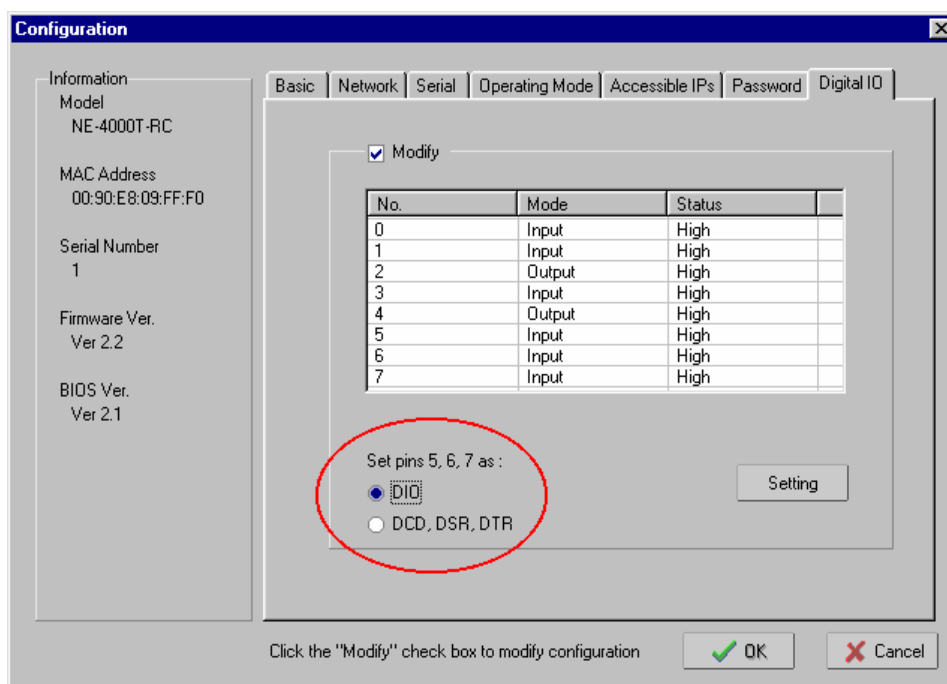 Configuration
Information
Model
NE-4000T-RC
MAC Address
00:90:E8:09:FF:F0
Serial Number
1
Firmware Ver.
Ver 2.2
BIOS Ver.
Ver 2.1
Basic Network Serial Operating Mode Accessible IPs Password Digital IO
Modify
No. Mode Status
0 Input High
1 Input High
2 Output High
3 Input High
4 Output High
5 Input High
6 Input High
7 Input High
Set pins 5, 6, 7 as :
DIO
DCD, DSR, DTR
Setting
Click the "Modify" check box to modify configuration
OK
Cancel